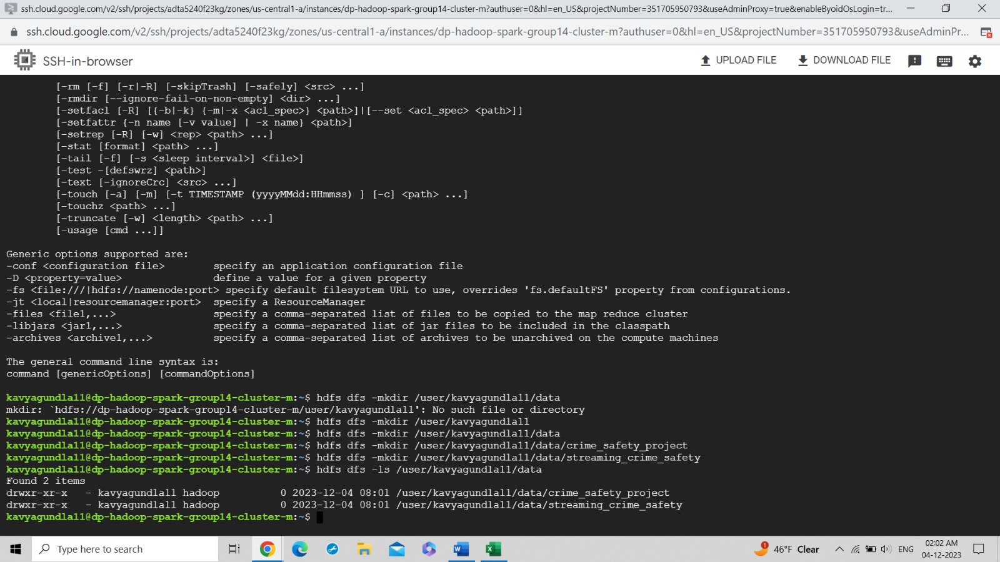 ssh.cloud.google.com/v2/ssh/projects/adta5240f23kg/zones/us-central1-a/instances/dp-hadoop-spark-group14-cluster-m?authuser=0&hl=en_US&projectNumber=351705950793&useAdminProxy=true&enableByoidOsLogin=tr...
ssh.cloud.google.com/v2/ssh/projects/adta5240f23kg/zones/us-central1-a/instances/dp-hadoop-spark-group14-cluster-m?authuser=0&hl=en_US&projectNumber=351705950793&useAdminPr...
SSH-in-browser
UPLOAD FILE
DOWNLOAD FILE
[-rm [-f] [-r|-R] [-skipTrash] [-safely] <src> ...]
[-rmdir [--ignore-fail-on-non-empty] <dir> ...]
[-setfacl [-R] [{-b|-k} {-m|-x <acl_spec>} <path>]|[--set <acl_spec> <path>]]
[-setfattr {-n name [-v value] | -x name} <path>]
[-setrep [-R] [-w] <rep> <path> ...]
[-stat [format] <path> ...]
[-tail [-f] [-s <sleep interval>] <file>]
[-test -[defswrz] <path>]
[-text [-ignoreCrc] <src> ...]
[-touch [-a] [-m] [-t TIMESTAMP (yyyyMMdd:HHmmss) ] [-c] <path> ...]
[-touchz <path> ...]
[-truncate [-w] <length> <path> ...]
[-usage [cmd ...]]
Generic options supported are:
-conf <configuration file> specify an application configuration file
-D <property=value> define a value for a given property
-fs <file:///|hdfs://namenode:port> specify default filesystem URL to use, overrides 'fs.defaultFS' property from configurations.
-jt <local|resourcemanager:port> specify a ResourceManager
-files <file1,...> specify a comma-separated list of files to be copied to the map reduce cluster
-libjars <jar1,...> specify a comma-separated list of jar files to be included in the classpath
-archives <archive1,...> specify a comma-separated list of archives to be unarchived on the compute machines
The general command line syntax is:
command [genericOptions] [commandOptions]
kavyagundla11@dp-hadoop-spark-group14-cluster-m:~$ hdfs dfs -mkdir /user/kavyagundla11/data
mkdir: `hdfs://dp-hadoop-spark-group14-cluster-m/user/kavyagundla11': No such file or directory
kavyagundla11@dp-hadoop-spark-group14-cluster-m:~$ hdfs dfs -mkdir /user/kavyagundla11
kavyagundla11@dp-hadoop-spark-group14-cluster-m:~$ hdfs dfs -mkdir /user/kavyagundla11/data
kavyagundla11@dp-hadoop-spark-group14-cluster-m:~$ hdfs dfs -mkdir /user/kavyagundla11/data/crime_safety_project
kavyagundla11@dp-hadoop-spark-group14-cluster-m:~$ hdfs dfs -mkdir /user/kavyagundla11/data/streaming_crime_safety
kavyagundla11@dp-hadoop-spark-group14-cluster-m:~$ hdfs dfs -ls /user/kavyagundla11/data
Found 2 items
drwxr-xr-x - kavyagundla11 hadoop 0 2023-12-04 08:01 /user/kavyagundla11/data/crime_safety_project
drwxr-xr-x - kavyagundla11 hadoop 0 2023-12-04 08:01 /user/kavyagundla11/data/streaming_crime_safety
kavyagundla11@dp-hadoop-spark-group14-cluster-m:~$
Type here to search
1
46°F Clear
ENG
02:02 AM
04-12-2023